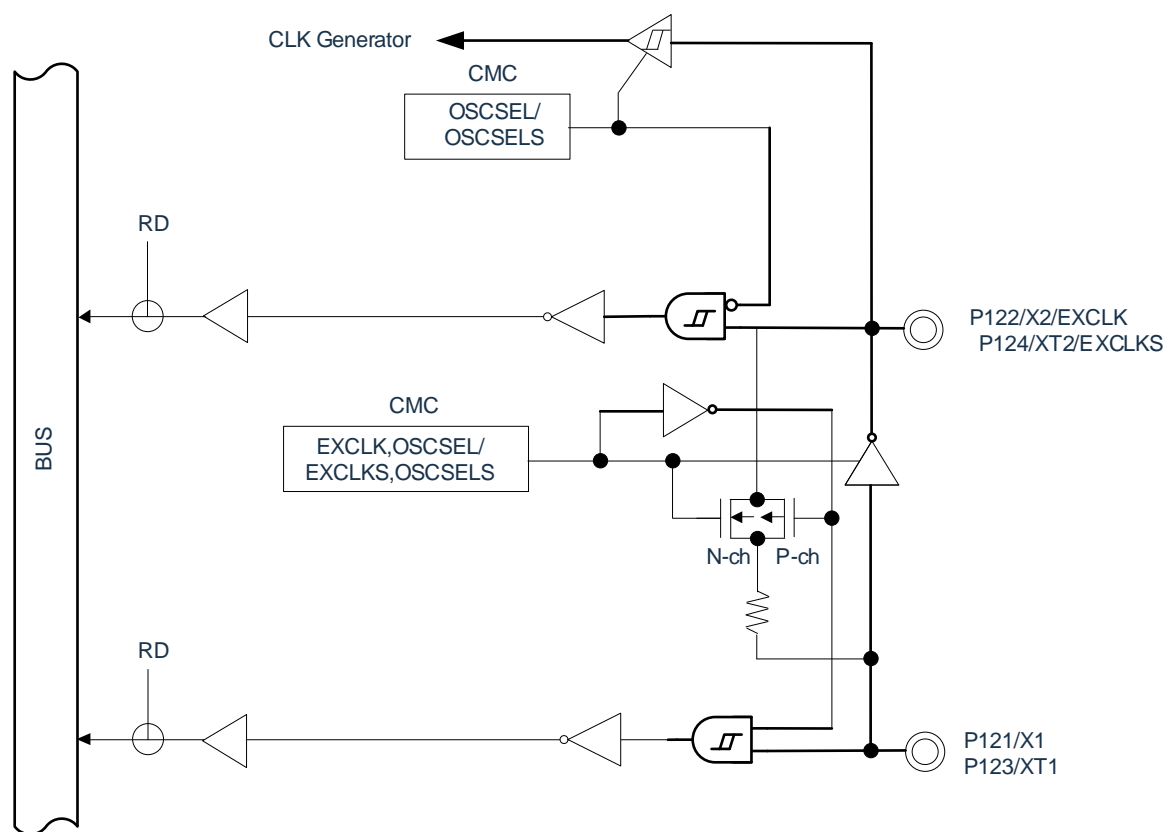 CLK Generator
CMC
OSCSEL/
OSCSELS
RD
P122/X2/EXCLK
P124/XT2/EXCLKS
CMC
EXCLK,OSCSEL/
EXCLKS,OSCSELS
BUS
N-ch
P-ch
RD
P121/X1
P123/XT1